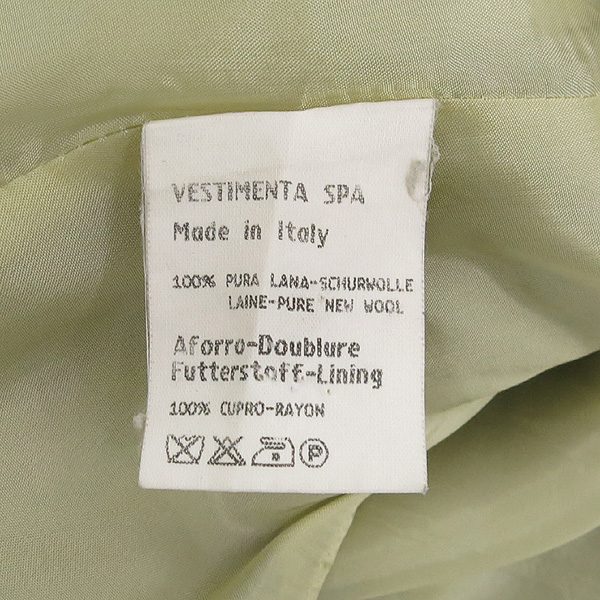 VESTIMENTA SPA
Made in Italy
100% PURA LANA-SCHURWOLLE
LAINE-PURE NEW WOOL
Aforro-Doublure
Futterstoff-Lining
100% CUPRO-RAYON
P